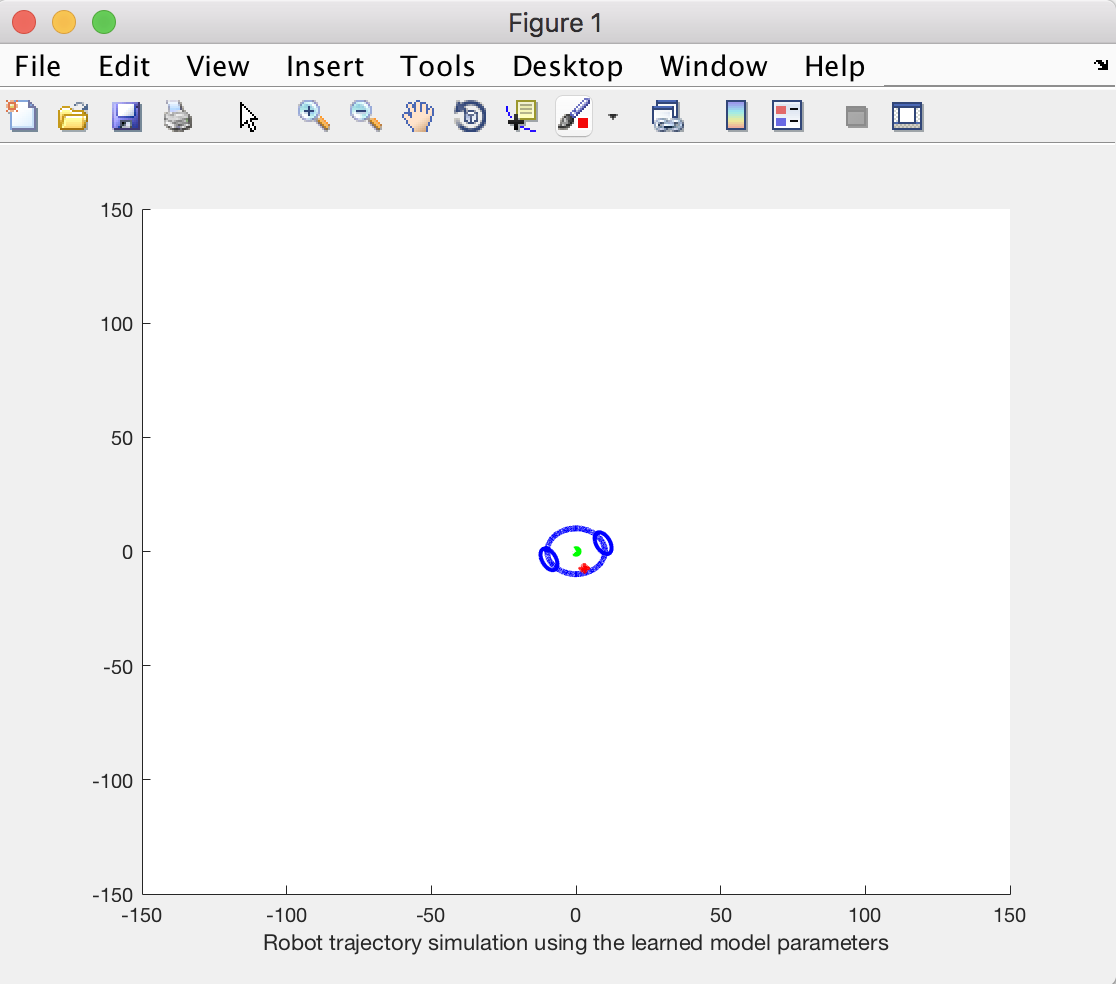 Figure 1
File Edit View Insert Tools Desktop Window Help
150
100
50
0
-50
-100
-150
-150 -100 -50 0 50 100 150
Robot trajectory simulation using the learned model parameters